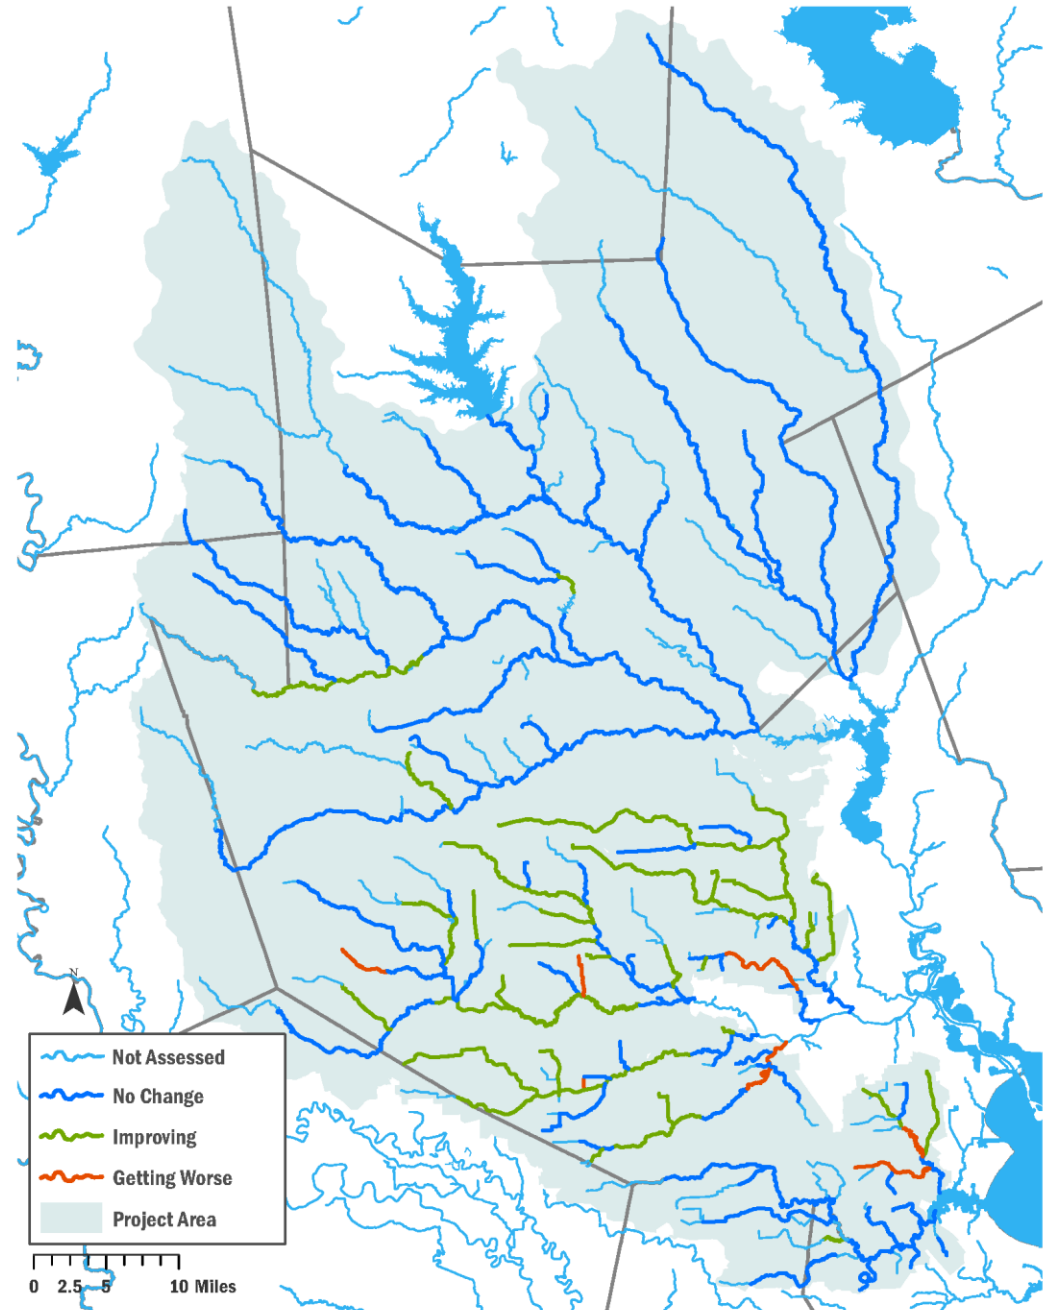 N
Not Assessed
No Change
Improving
Getting Worse
Project Area
0 2.5 5 10 Miles